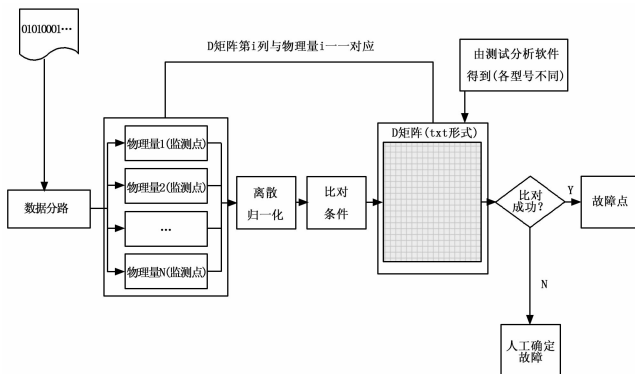 01010001…
D矩阵第i列与物理量i一一对应
由测试分析软件
得到(各型号不同)
D矩阵(txt形式)
物理量1(监测点)
物理量2(监测点)
…
物理量N(监测点)
数据分路
离散
归一化
比对
条件
比对
成功?
Y
故障点
N
人工确定
故障